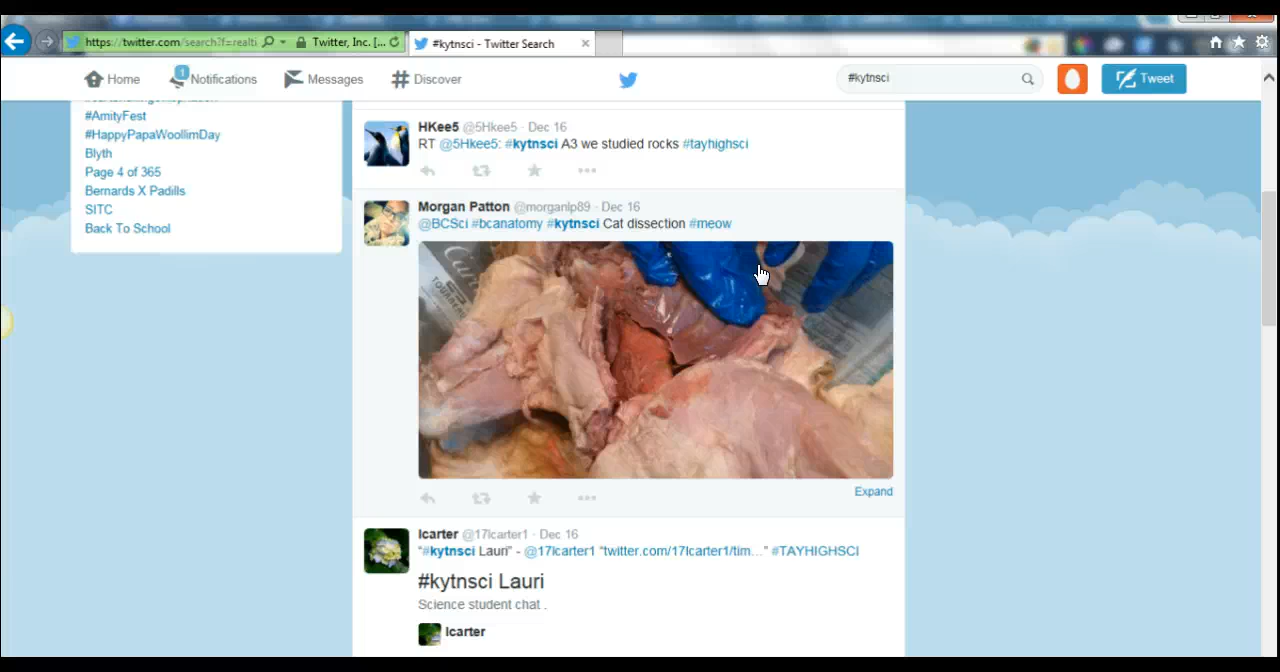 https://twitter.com/search?f=realti
Twitter, Inc. [...
#kytnsci - Twitter Search
Home
1
Notifications
Messages
Discover
#kytnsci
Tweet
#AmityFest
#HappyPapaWoollimDay
Blyth
Page 4 of 365
Bernards X Padills
SITC
Back To School
HKee5 @5Hkee5 · Dec 16
RT @5Hkee5: #kytnsci A3 we studied rocks #tayhighsci
Morgan Patton @morganlp89 · Dec 16
@BCSci #bcanatomy #kytnsci Cat dissection #meow
Expand
lcarter @17lcarter1 · Dec 16
"#kytnsci Lauri" - @17lcarter1 "twitter.com/17lcarter1/tim..." #TAYHIGHSCI
#kytnsci Lauri
Science student chat .
lcarter